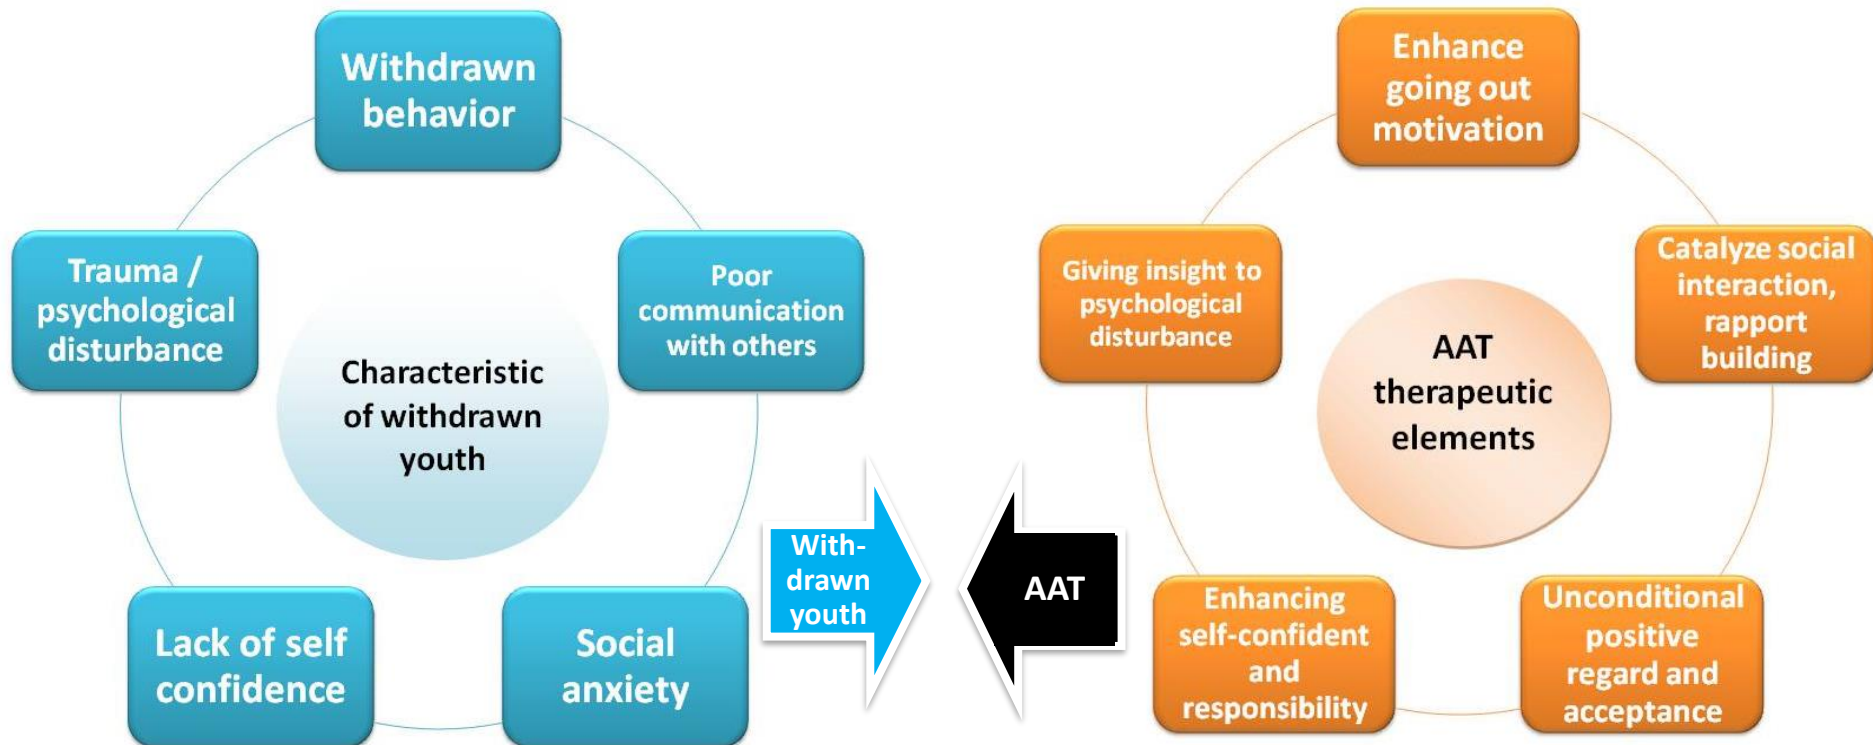 Withdrawn
behavior
Poor
communication
with others
Social
anxiety
Lack of self
confidence
Trauma /
psychological
disturbance
Characteristic
of withdrawn
youth
With-
drawn
youth
AAT
Enhance
going out
motivation
Catalyze social
interaction,
rapport
building
Unconditional
positive
regard and
acceptance
Enhancing
self-confident
and
responsibility
Giving insight to
psychological
disturbance
AAT
therapeutic
elements